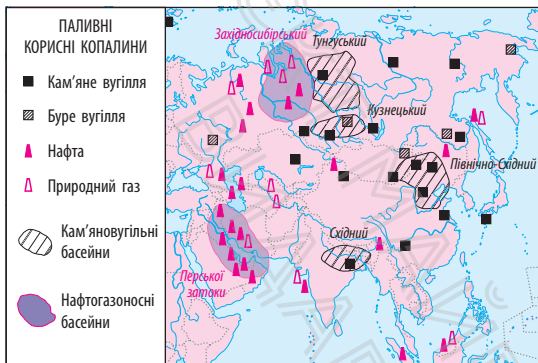 ПАЛИВНІ
КОРИСНІ КОПАЛИНИ
Кам'яне вугілля
Буре вугілля
Нафта
Природний газ
Кам'яновугільні
басейни
Нафтогазоносні
басейни
Західносибірський
Тунгуський
Кузнецький
Північно-Східний
Східний
Перської
затоки